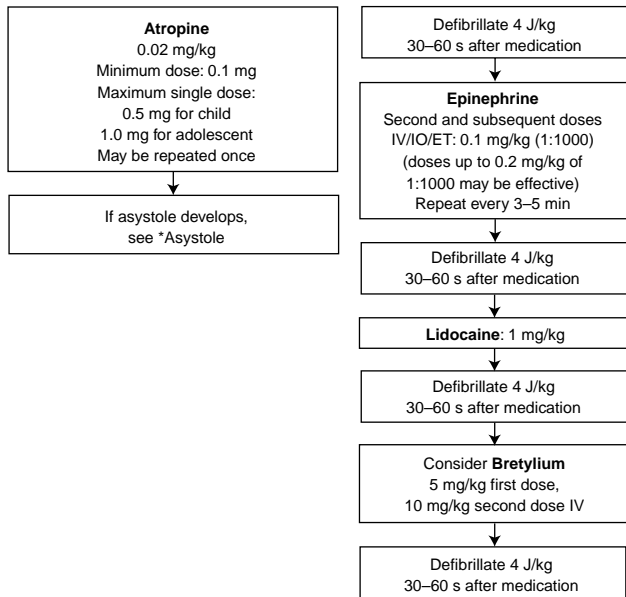 Atropine
0.02 mg/kg
Minimum dose: 0.1 mg
Maximum single dose:
0.5 mg for child
1.0 mg for adolescent
May be repeated once
If asystole develops,
see *Asystole
Defibrillate 4 J/kg
30–60 s after medication
Epinephrine
Second and subsequent doses
IV/IO/ET: 0.1 mg/kg (1:1000)
(doses up to 0.2 mg/kg of
1:1000 may be effective)
Repeat every 3–5 min
Defibrillate 4 J/kg
30–60 s after medication
Lidocaine: 1 mg/kg
Defibrillate 4 J/kg
30–60 s after medication
Consider Bretylium
5 mg/kg first dose,
10 mg/kg second dose IV
Defibrillate 4 J/kg
30–60 s after medication